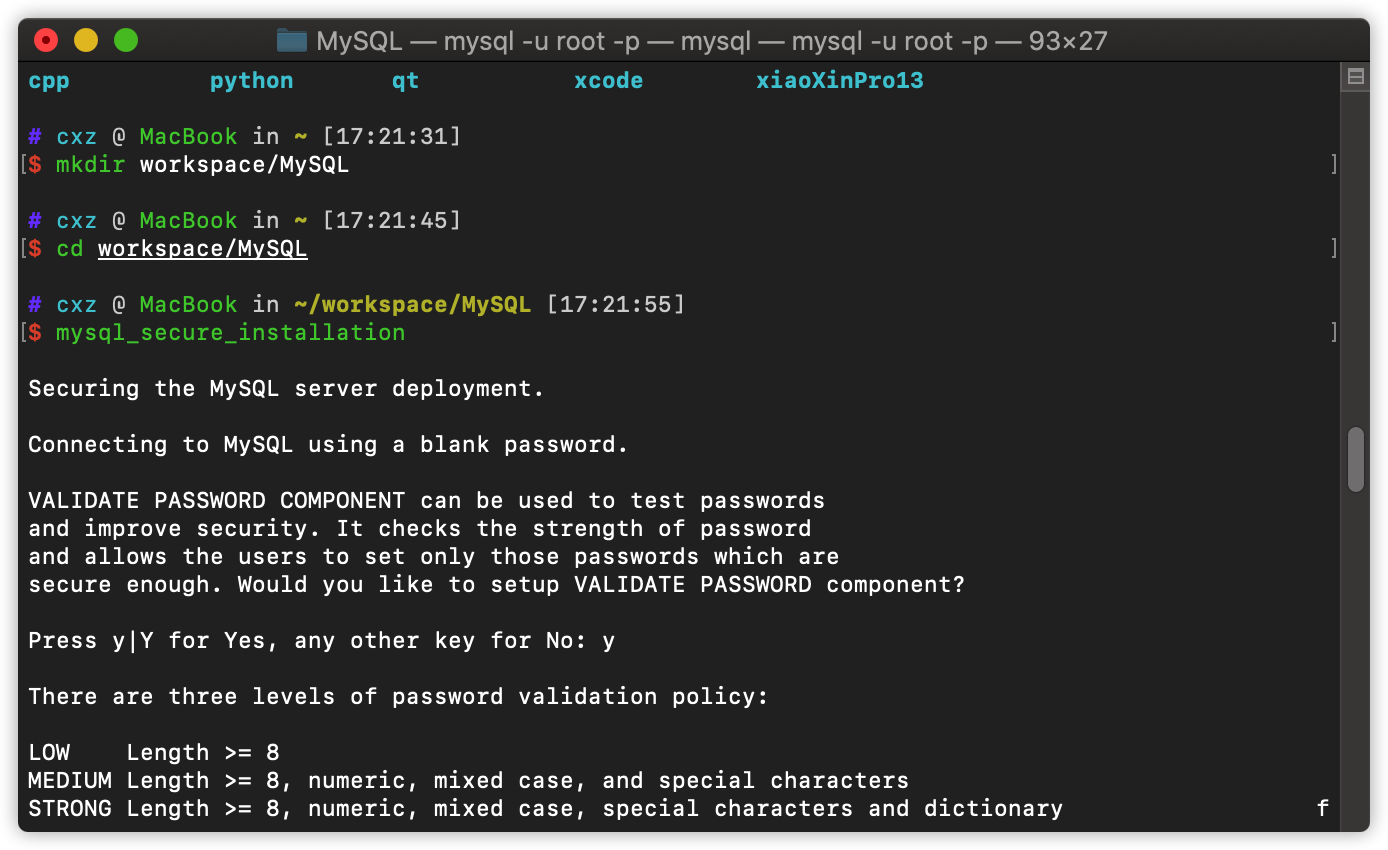 MySQL — mysql -u root -p — mysql — mysql -u root -p — 93×27
cpp python qt xcode xiaoXinPro13
# cxz @ MacBook in ~ [17:21:31]
[$ mkdir workspace/MySQL ]
# cxz @ MacBook in ~ [17:21:45]
[$ cd workspace/MySQL ]
# cxz @ MacBook in ~/workspace/MySQL [17:21:55]
[$ mysql_secure_installation ]
Securing the MySQL server deployment.
Connecting to MySQL using a blank password.
VALIDATE PASSWORD COMPONENT can be used to test passwords
and improve security. It checks the strength of password
and allows the users to set only those passwords which are
secure enough. Would you like to setup VALIDATE PASSWORD component?
Press y|Y for Yes, any other key for No: y
There are three levels of password validation policy:
LOW    Length >= 8
MEDIUM Length >= 8, numeric, mixed case, and special characters
STRONG Length >= 8, numeric, mixed case, special characters and dictionary f